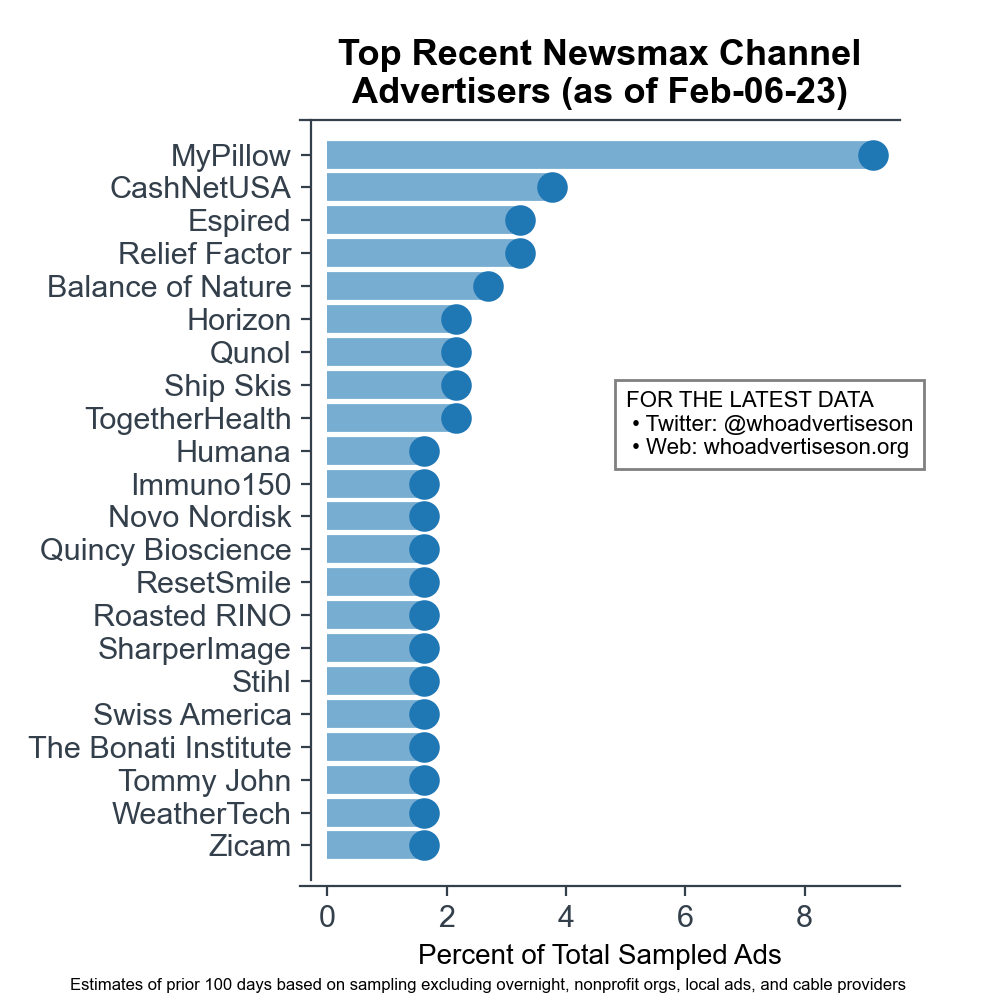 Top Recent Newsmax Channel
Advertisers (as of Feb-06-23)
MyPillow
CashNetUSA
Espired
Relief Factor
Balance of Nature
Horizon
Qunol
Ship Skis
TogetherHealth
Humana
Immuno150
Novo Nordisk
Quincy Bioscience
ResetSmile
Roasted RINO
SharperImage
Stihl
Swiss America
The Bonati Institute
Tommy John
WeatherTech
Zicam
FOR THE LATEST DATA
• Twitter: @whoadvertiseson
• Web: whoadvertiseson.org
0 2 4 6 8
Percent of Total Sampled Ads
Estimates of prior 100 days based on sampling excluding overnight, nonprofit orgs, local ads, and cable providers